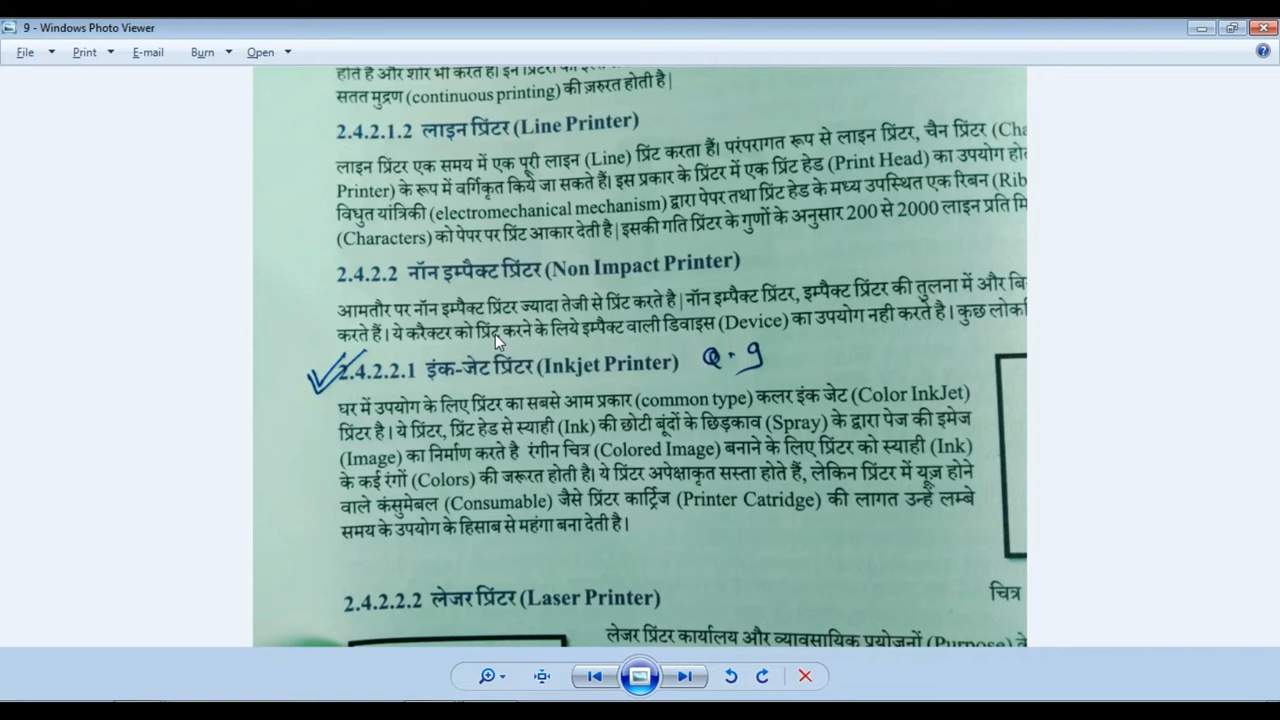 9 - Windows Photo Viewer
File Print E-mail Burn Open
सतत मुद्रण (continuous printing) की ज़रुरत होती है |
2.4.2.1.2 लाइन प्रिंटर (Line Printer)
लाइन प्रिंटर एक समय में एक पूरी लाइन (Line) प्रिंट करता हैं। परंपरागत रूप से लाइन प्रिंटर, चैन प्रिंटर (Cha
Printer) के रूप में वर्गिकृत किये जा सकते हैं। इस प्रकार के प्रिंटर में एक प्रिंट हेड (Print Head) का उपयोग हो
विधुत यांत्रिकी (electromechanical mechanism) द्वारा पेपर तथा प्रिंट हेड के मध्य उपस्थित एक रिबन (Rib
(Characters) को पेपर पर प्रिंट आकार देती है | इसकी गति प्रिंटर के गुणों के अनुसार 200 से 2000 लाइन प्रति मि
2.4.2.2 नॉन इम्पैक्ट प्रिंटर (Non Impact Printer)
आमतौर पर नॉन इम्पैक्ट प्रिंटर ज्यादा तेजी से प्रिंट करते है | नॉन इम्पैक्ट प्रिंटर, इम्पैक्ट प्रिंटर की तुलना में और बि
करते हैं। ये करैक्टर को प्रिंट करने के लिये इम्पैक्ट वाली डिवाइस (Device) का उपयोग नही करते है। कुछ लोकप्रि
2.4.2.2.1 इंक-जेट प्रिंटर (Inkjet Printer) Q.9
घर में उपयोग के लिए प्रिंटर का सबसे आम प्रकार (common type) कलर इंक जेट (Color InkJet)
प्रिंटर है। ये प्रिंटर, प्रिंट हेड से स्याही (Ink) की छोटी बूंदों के छिड़काव (Spray) के द्वारा पेज की इमेज
(Image) का निर्माण करते है रंगीन चित्र (Colored Image) बनाने के लिए प्रिंटर को स्याही (Ink)
के कई रंगों (Colors) की जरूरत होती है। ये प्रिंटर अपेक्षाकृत सस्ता होते हैं, लेकिन प्रिंटर में यूज़ होने
वाले कंसुमेबल (Consumable) जैसे प्रिंटर कार्ट्रिज (Printer Catridge) की लागत उन्हें लम्बे
समय के उपयोग के हिसाब से महंगा बना देती है।
2.4.2.2.2 लेजर प्रिंटर (Laser Printer)
चित्र
लेजर प्रिंटर कार्यालय और व्यावसायिक प्रयोजनों (Purpose) के